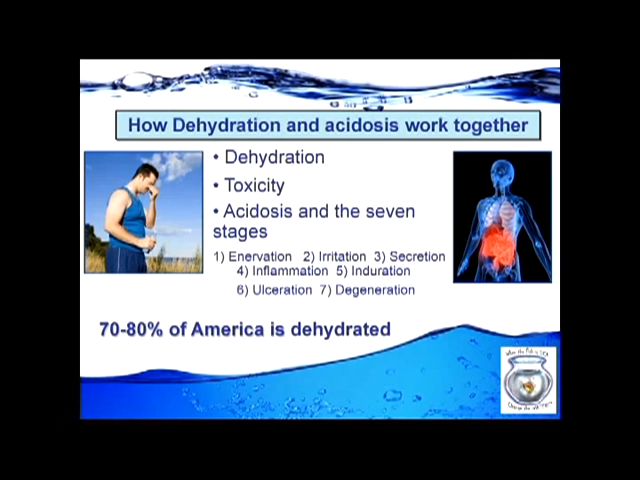 How Dehydration and acidosis work together
• Dehydration
• Toxicity
• Acidosis and the seven
stages
1) Enervation 2) Irritation 3) Secretion
4) Inflammation 5) Induration
6) Ulceration 7) Degeneration
70-80% of America is dehydrated